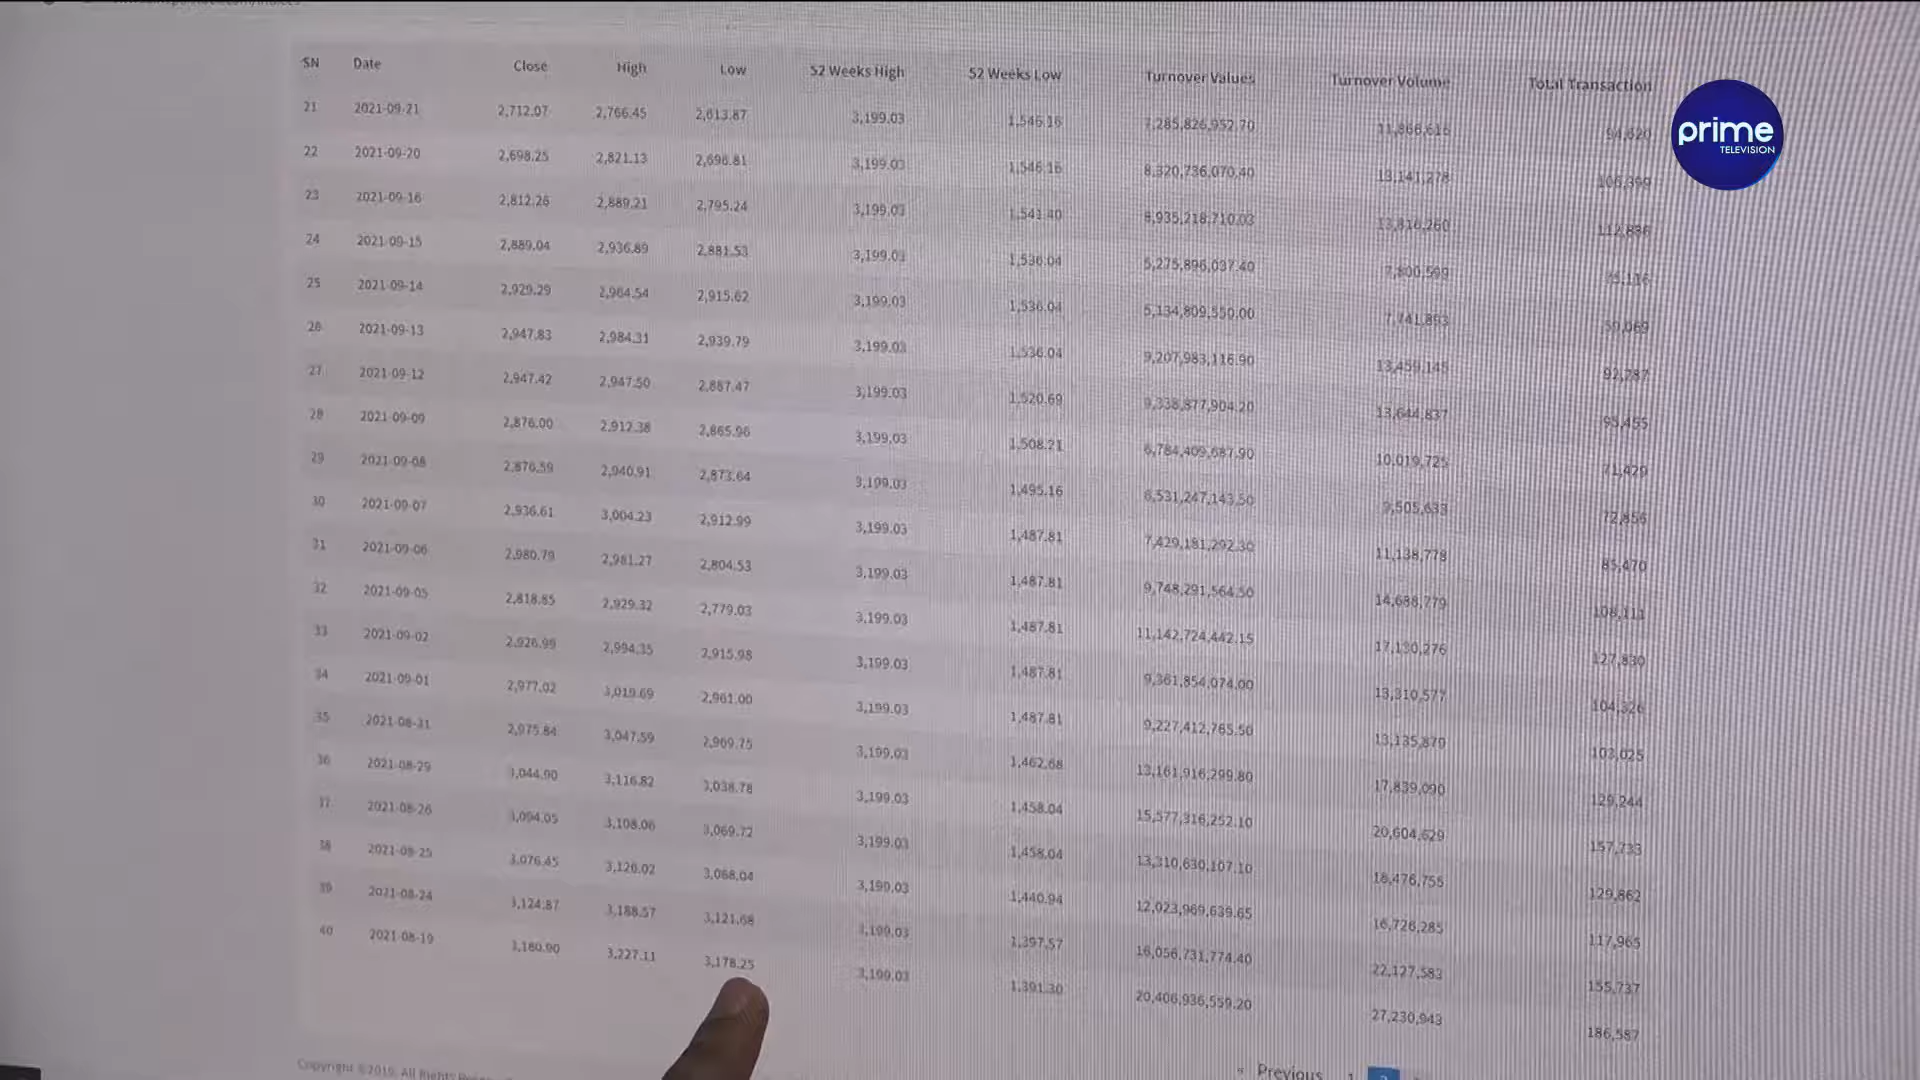 SN Date Close High Low 52 Weeks High 52 Weeks Low Turnover Values Turnover Volume Total Transaction
21 2021-09-21 2,712.07 2,766.45 2,613.87 3,199.03 1,546.16 7,285,826,952.70 11,866,616 94,620
22 2021-09-20 2,698.25 2,821.13 2,696.81 3,199.03 1,546.16 8,320,736,070.40 13,141,278 106,399
23 2021-09-16 2,812.26 2,889.21 2,795.24 3,199.03 1,541.40 8,935,218,710.03 13,816,260 112,886
24 2021-09-15 2,889.04 2,936.89 2,881.53 3,199.03 1,536.04 5,275,896,037.40 7,800,599
25 2021-09-14 2,929.29 2,964.54 2,915.62 3,199.03 1,536.04 5,134,809,550.00 7,741,893 59,069
26 2021-09-13 2,947.83 2,984.31 2,939.79 3,199.03 1,536.04 9,207,983,116.90 13,459,145 92,787
27 2021-09-12 2,947.42 2,947.50 2,887.47 3,199.03 1,520.69 9,338,877,904.20 13,644,837 95,455
28 2021-09-09 2,876.00 2,912.38 2,865.96 3,199.03 1,508.21 6,784,409,687.90 10,019,725 71,429
29 2021-09-08 2,876.59 2,940.91 2,873.64 3,199.03 1,495.16 6,531,247,143.50 9,505,633 72,856
30 2021-09-07 2,936.61 3,004.23 2,912.99 3,199.03 1,487.81 7,429,181,292.30 11,138,778 85,470
31 2021-09-06 2,980.79 2,981.27 2,804.53 3,199.03 1,487.81 9,748,291,564.50 14,688,779 108,111
32 2021-09-05 2,818.85 2,929.32 2,779.03 3,199.03 1,487.81 11,142,724,442.15 17,130,276 127,830
33 2021-09-02 2,926.99 2,994.35 2,915.98 3,199.03 1,487.81 9,361,854,074.00 13,310,577 104,326
34 2021-09-01 2,977.02 3,019.69 2,961.00 3,199.03 1,487.81 9,227,412,765.50 13,135,879 103,025
35 2021-08-31 2,975.84 3,047.59 2,969.75 3,199.03 1,462.68 13,161,916,299.80 17,839,090 129,244
36 2021-08-29 3,044.90 3,116.82 3,038.78 3,199.03 1,458.04 15,577,316,252.10 20,604,629 157,733
37 2021-08-26 3,094.05 3,108.06 3,069.72 3,199.03 1,458.04 13,310,630,107.10 18,476,755 129,862
38 2021-08-25 3,076.45 3,126.02 3,068.04 3,199.03 1,440.94 12,023,969,639.65 16,726,285 117,965
39 2021-08-24 3,124.87 3,188.57 3,121.68 3,199.03 1,397.57 16,056,731,774.40 22,127,583 155,737
40 2021-08-19 3,180.90 3,227.11 3,178.25 3,199.03 1,391.30 20,406,936,559.20 27,230,943 186,587
Copyright ©2019. All Rights
« Previous 1 2
prime
TELEVISION